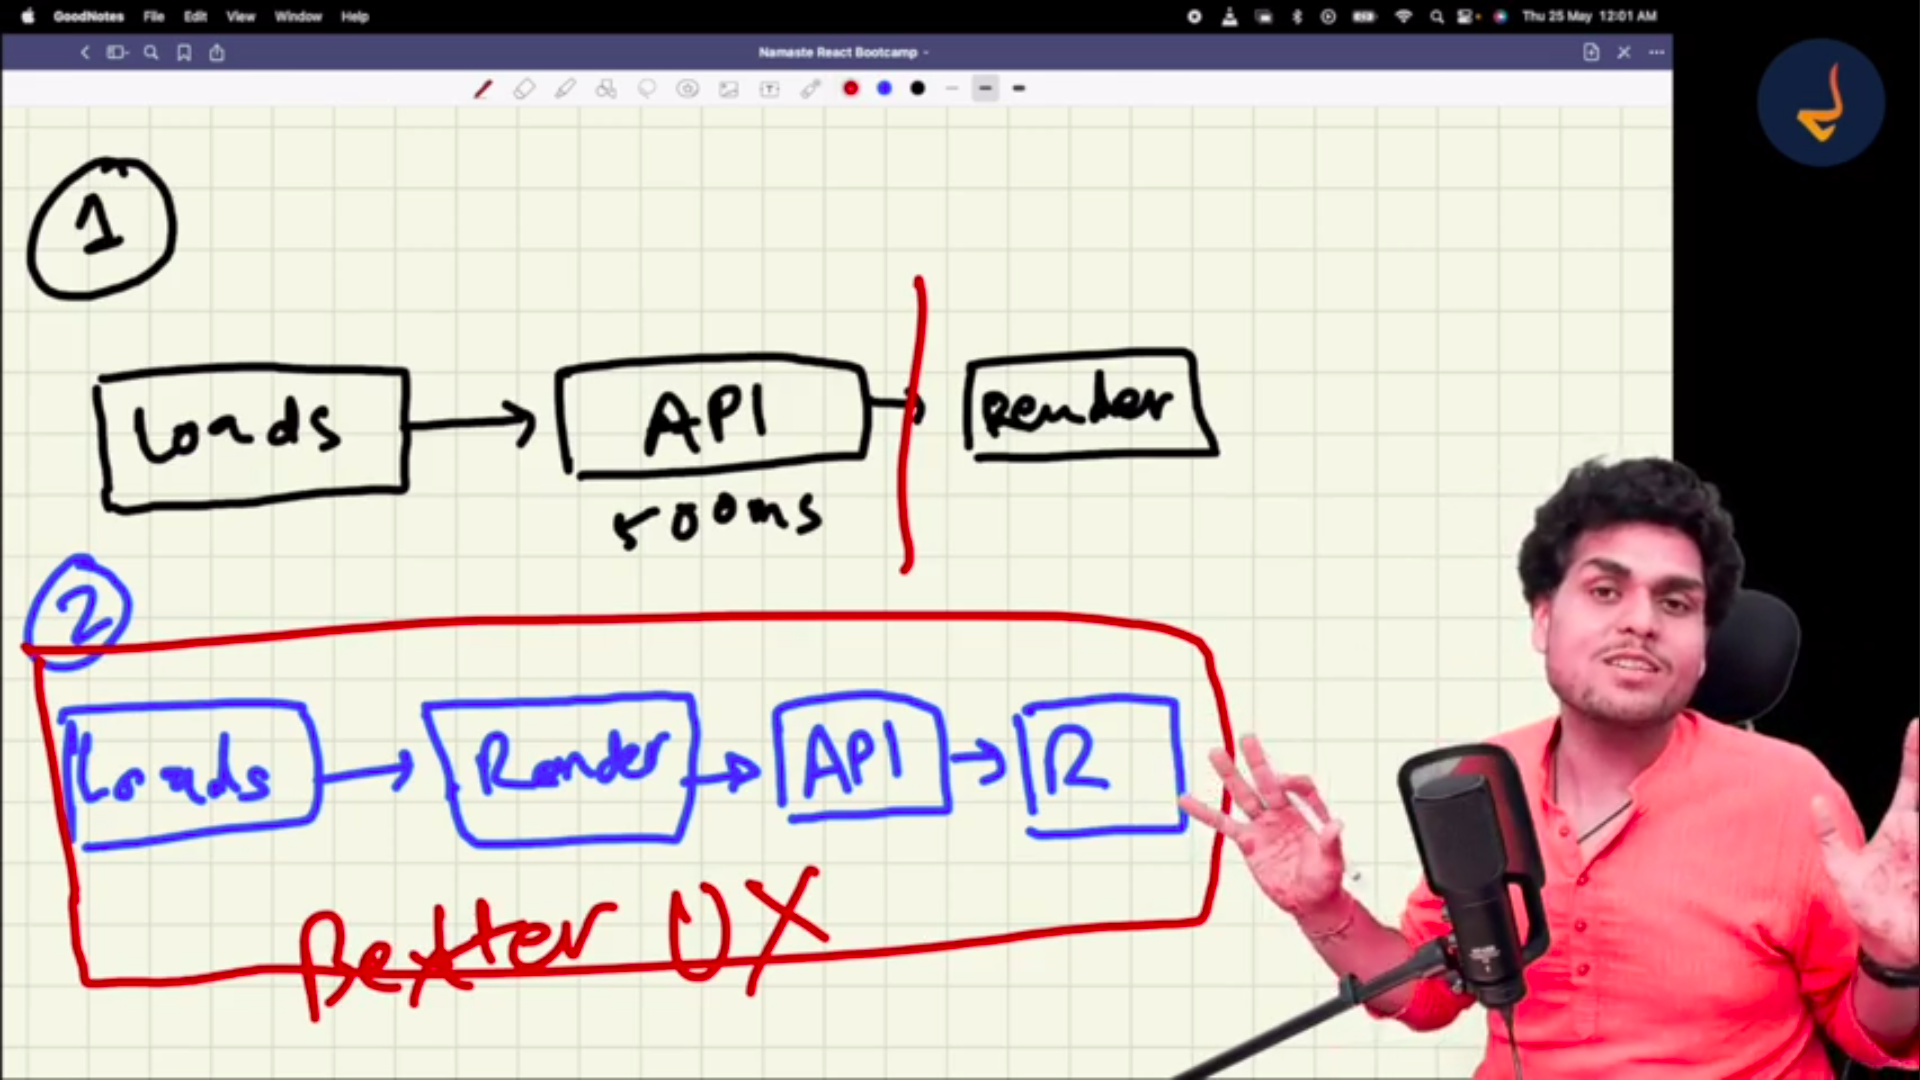 GoodNotes File Edit View Window Help Thu 25 May 12:01 AM
Namaste React Bootcamp
T
1
Loads API Render
500ms
2
Loads Render API R
Better UX